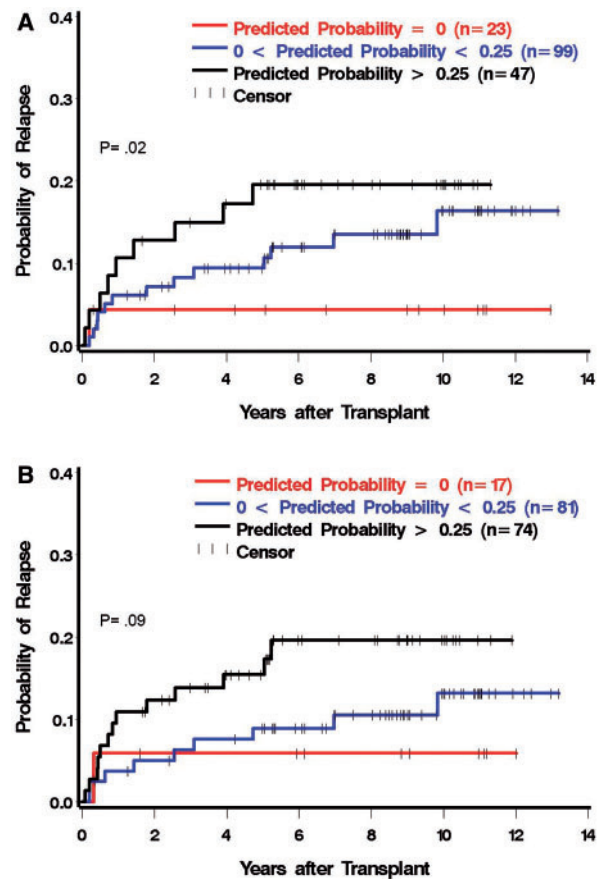 A
0.4
Predicted Probability = 0 (n=23)
0 < Predicted Probability < 0.25 (n=99)
Predicted Probability > 0.25 (n=47)
Censor
0.3
P= .02
0.2
0.1
0.0
Probability of Relapse
0 2 4 6 8 10 12 14
Years after Transplant
B
0.4
Predicted Probability = 0 (n=17)
0 < Predicted Probability < 0.25 (n=81)
Predicted Probability > 0.25 (n=74)
Censor
0.3
P= .09
0.2
0.1
0.0
Probability of Relapse
0 2 4 6 8 10 12 14
Years after Transplant